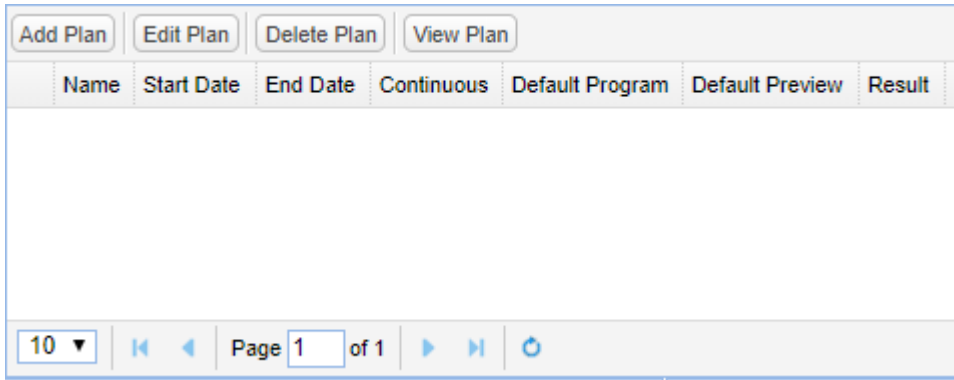 Add Plan Edit Plan Delete Plan View Plan
Name Start Date End Date Continuous Default Program Default Preview Result
10 Page 1 of 1